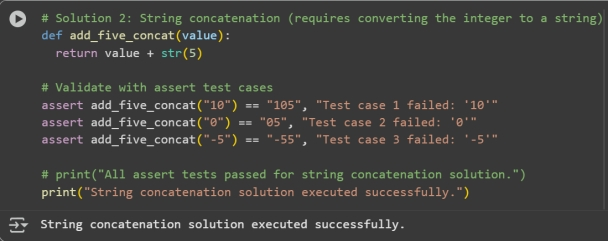 # Solution 2: String concatenation (requires converting the integer to a string)
def add_five_concat(value):
  return value + str(5)

# Validate with assert test cases
assert add_five_concat("10") == "105", "Test case 1 failed: '10'"
assert add_five_concat("0") == "05", "Test case 2 failed: '0'"
assert add_five_concat("-5") == "-55", "Test case 3 failed: '-5'"

# print("All assert tests passed for string concatenation solution.")
print("String concatenation solution executed successfully.")
String concatenation solution executed successfully.